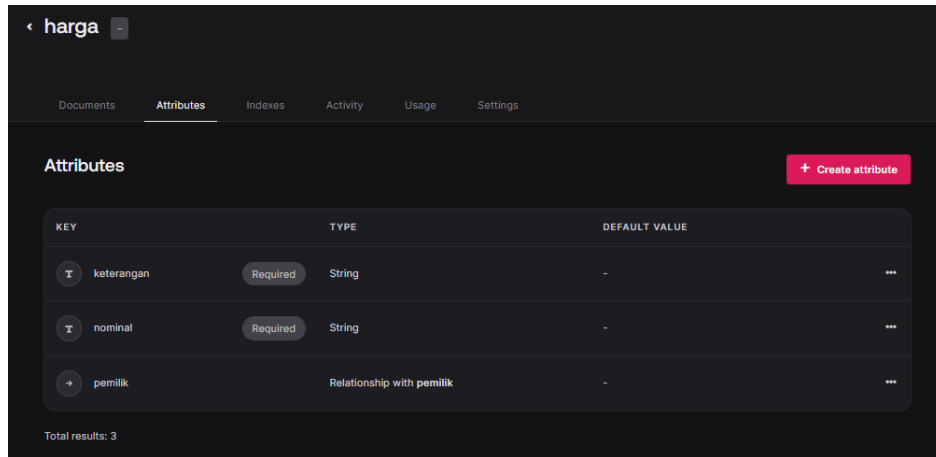 harga -
Documents Attributes Indexes Activity Usage Settings
Attributes
+ Create attribute
KEY TYPE DEFAULT VALUE
T keterangan Required String -
T nominal Required String -
pemilik Relationship with pemilik -
Total results: 3